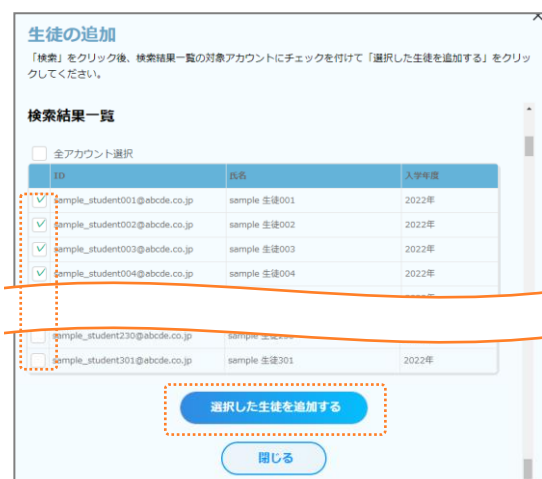 生徒の追加
「検索」をクリック後、検索結果一覧の対象アカウントにチェックを付けて「選択した生徒を追加する」をクリッ
クしてください。
検索結果一覧
全アカウント選択
ID 氏名 入学年度
sample_student001@abcde.co.jp sample 生徒001 2022年
sample_student002@abcde.co.jp sample 生徒002 2022年
sample_student003@abcde.co.jp sample 生徒003 2022年
sample_student004@abcde.co.jp sample 生徒004 2022年
sample_student230@abcde.co.jp
sample_student301@abcde.co.jp sample 生徒301 2022年
選択した生徒を追加する
閉じる